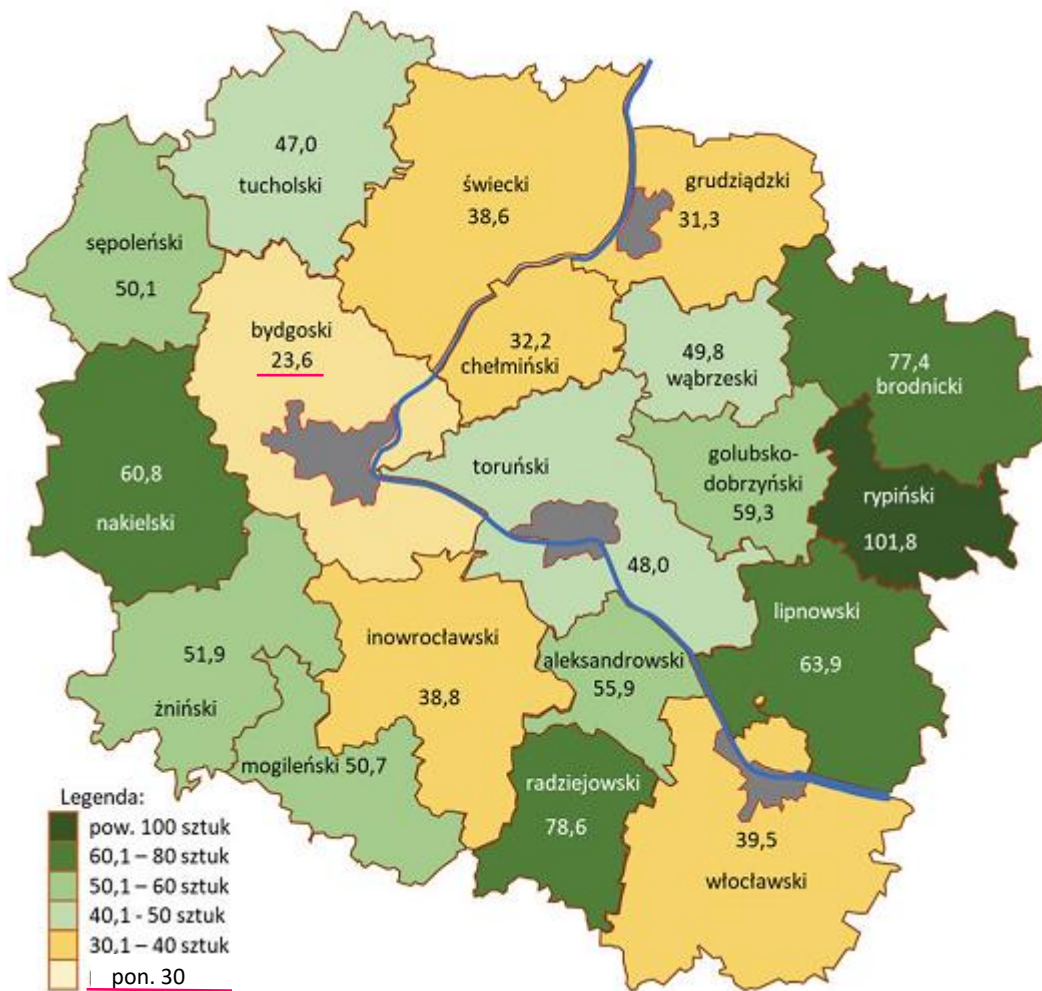 47,0
tucholski
świecki
38,6
grudziądzki
31,3
sępoleński
50,1
bydgoski
23,6
32,2
chełmiński
49,8
wąbrzeski
77,4
brodnicki
60,8
nakielski
toruński
48,0
golubsko-
dobrzyński
59,3
rypiński
101,8
lipnowski
63,9
inowrocławski
38,8
aleksandrowski
55,9
51,9
żniński
mogileński 50,7
radziejowski
78,6
39,5
włocławski
Legenda:
pow. 100 sztuk
60,1 – 80 sztuk
50,1 – 60 sztuk
40,1 - 50 sztuk
30,1 – 40 sztuk
pon. 30